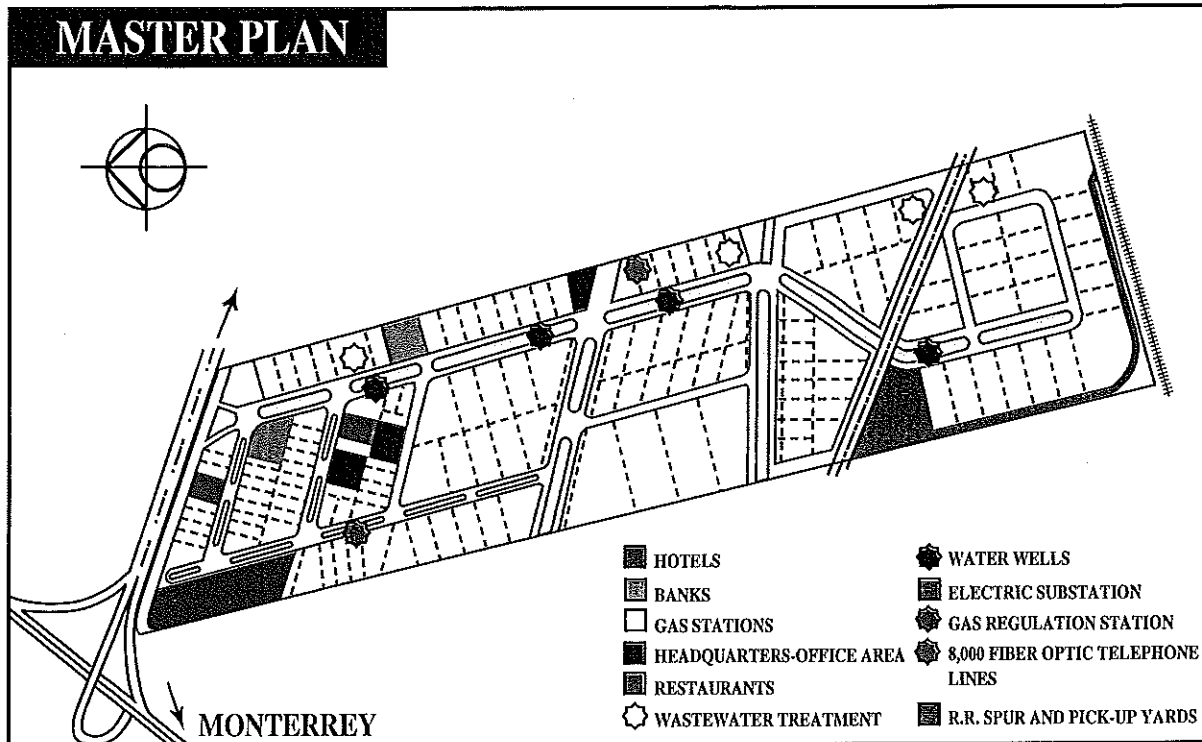 MASTER PLAN
MONTERREY
HOTELS
BANKS
GAS STATIONS
HEADQUARTERS-OFFICE AREA
RESTAURANTS
WASTEWATER TREATMENT
WATER WELLS
ELECTRIC SUBSTATION
GAS REGULATION STATION
8,000 FIBER OPTIC TELEPHONE
LINES
R.R. SPUR AND PICK-UP YARDS